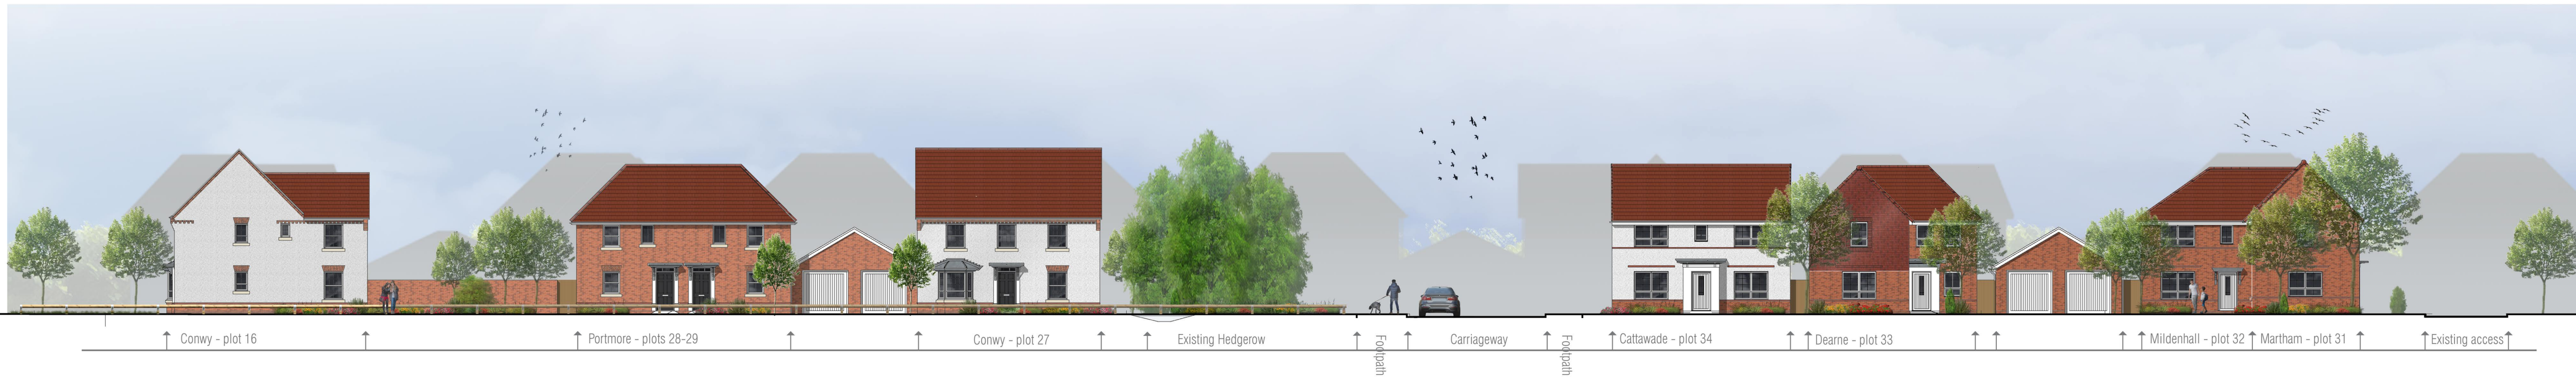 Conwy - plot 16
Portmore - plots 28-29
Conwy - plot 27
Existing Hedgerow
Footpath
Carriageway
Footpath
Cattawade - plot 34
Dearne - plot 33
Mildenhall - plot 32
Martham - plot 31
Existing access